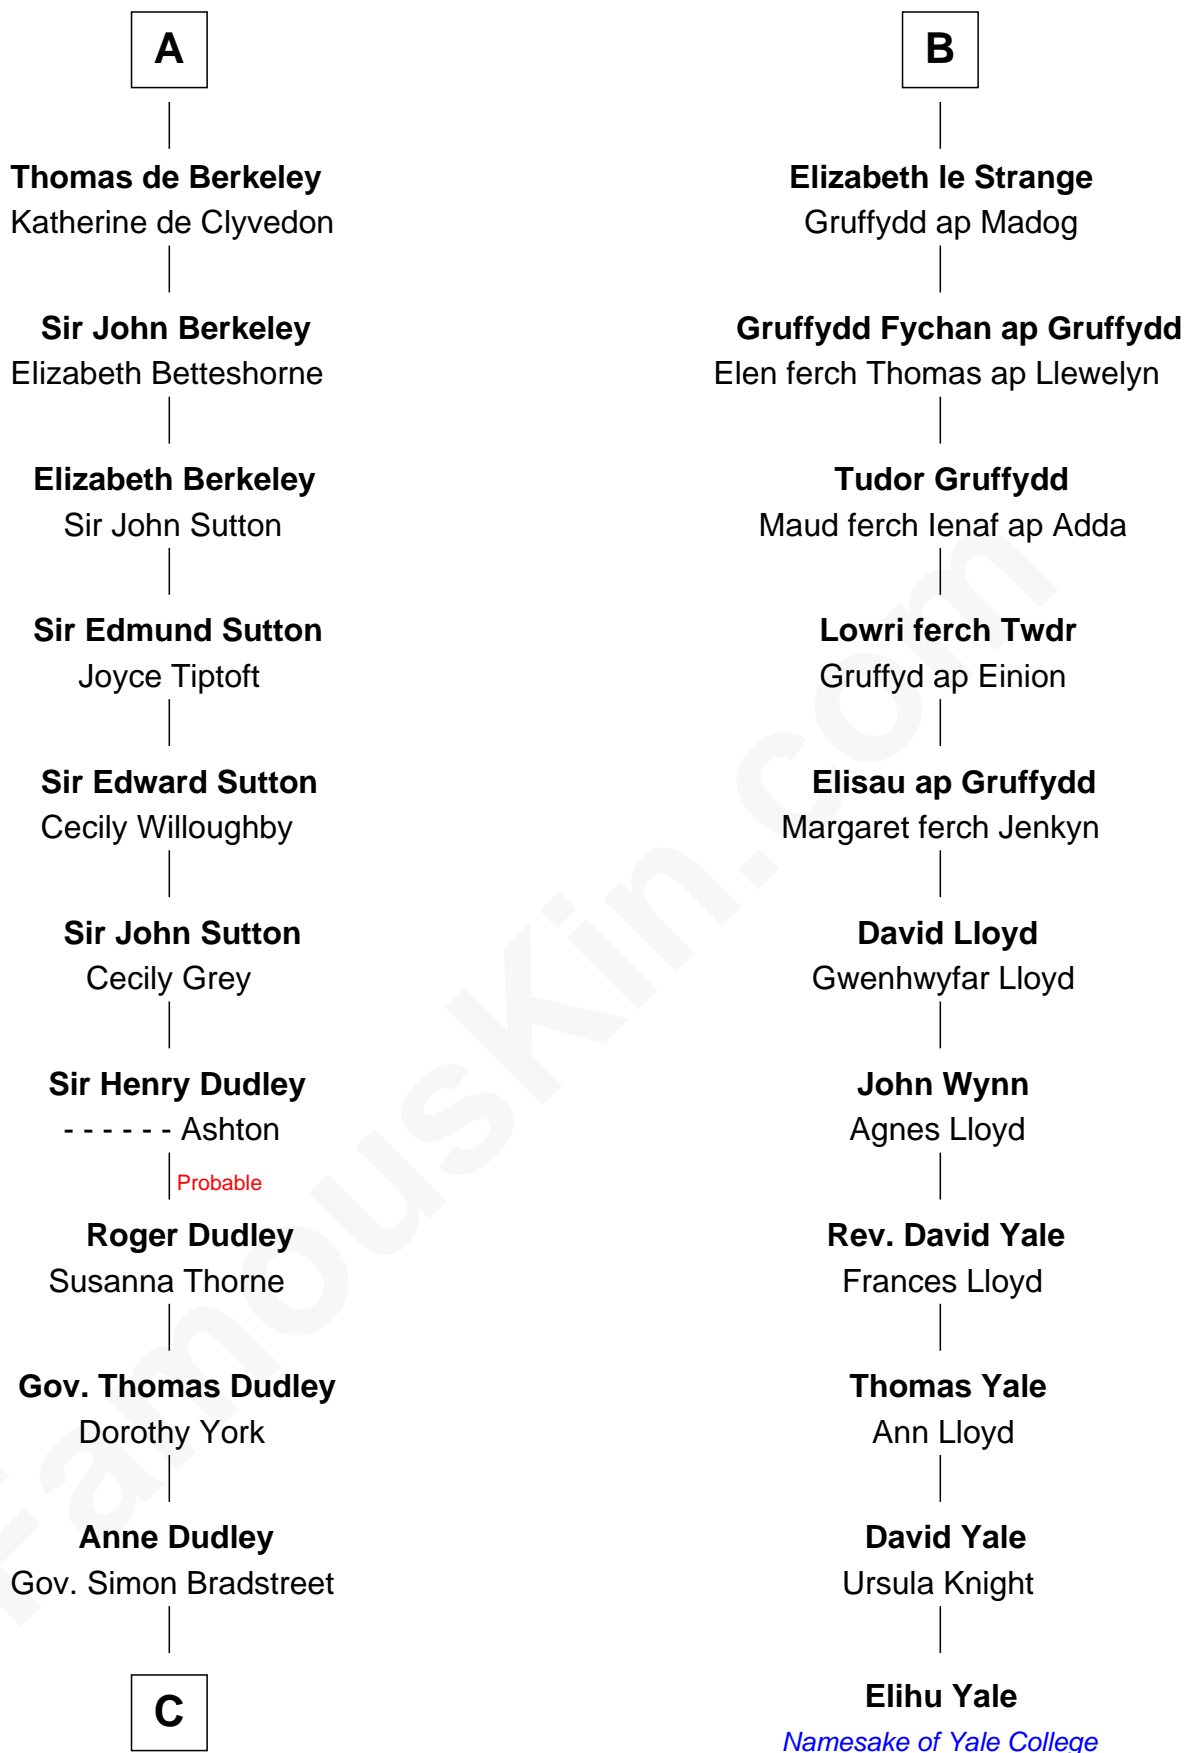 A
Thomas de Berkeley
Katherine de Clyvedon
Sir John Berkeley
Elizabeth Betteshorne
Elizabeth Berkeley
Sir John Sutton
Sir Edmund Sutton
Joyce Tiptoft
Sir Edward Sutton
Cecily Willoughby
Sir John Sutton
Cecily Grey
Sir Henry Dudley
- - - - - - Ashton
Probable
Roger Dudley
Susanna Thorne
Gov. Thomas Dudley
Dorothy York
Anne Dudley
Gov. Simon Bradstreet
C
B
Elizabeth le Strange
Gruffydd ap Madog
Gruffydd Fychan ap Gruffydd
Elen ferch Thomas ap Llewelyn
Tudor Gruffydd
Maud ferch Ienaf ap Adda
Lowri ferch Twdr
Gruffyd ap Einion
Elisau ap Gruffydd
Margaret ferch Jenkyn
David Lloyd
Gwenhwyfar Lloyd
John Wynn
Agnes Lloyd
Rev. David Yale
Frances Lloyd
Thomas Yale
Ann Lloyd
David Yale
Ursula Knight
Elihu Yale
Namesake of Yale College
FamousKin.com